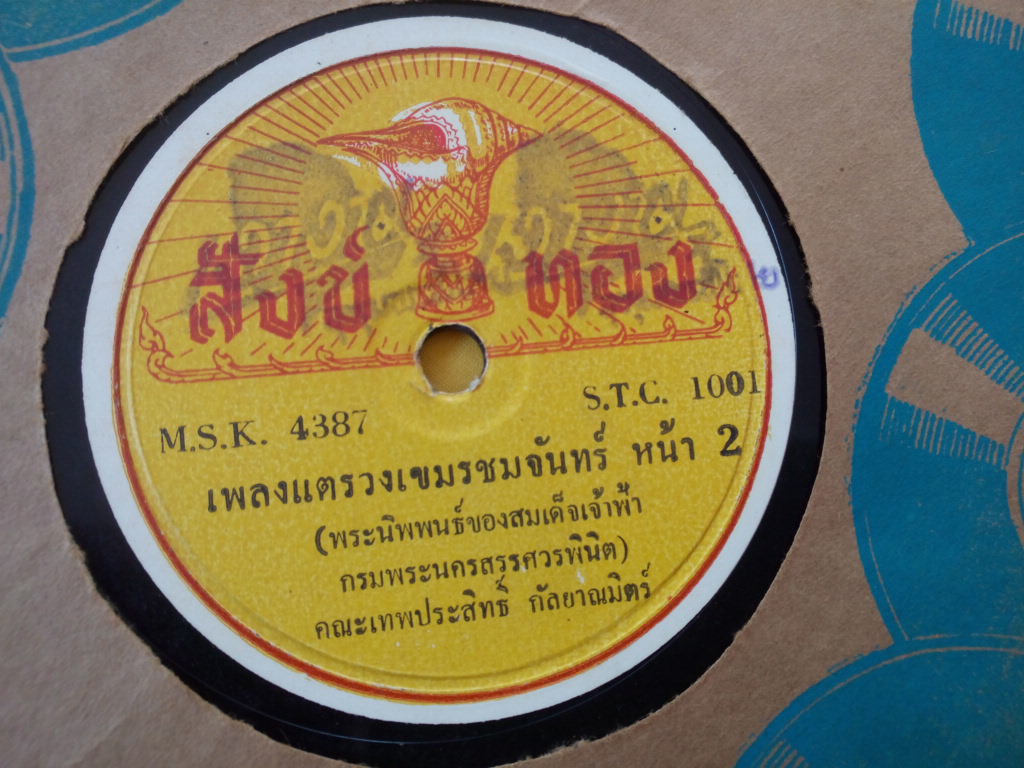 สังข์ ทอง
M.S.K. 4387 S.T.C. 1001
เพลงแตรวงเขมรชมจันทร์ หน้า 2
(พระนิพพนธ์ของสมเด็จเจ้าฟ้า
กรมพระนครสรรศวรพินิต)
คณะเทพประสิทธิ์ กัลยาณมิตร์